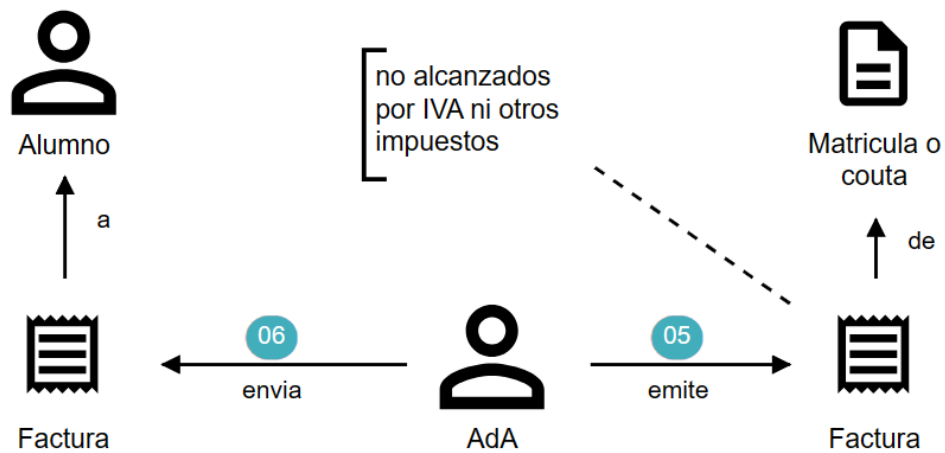 no alcanzados
por IVA ni otros
impuestos
Alumno
Matricula o
couta
a
de
06
05
envia
emite
Factura
AdA
Factura